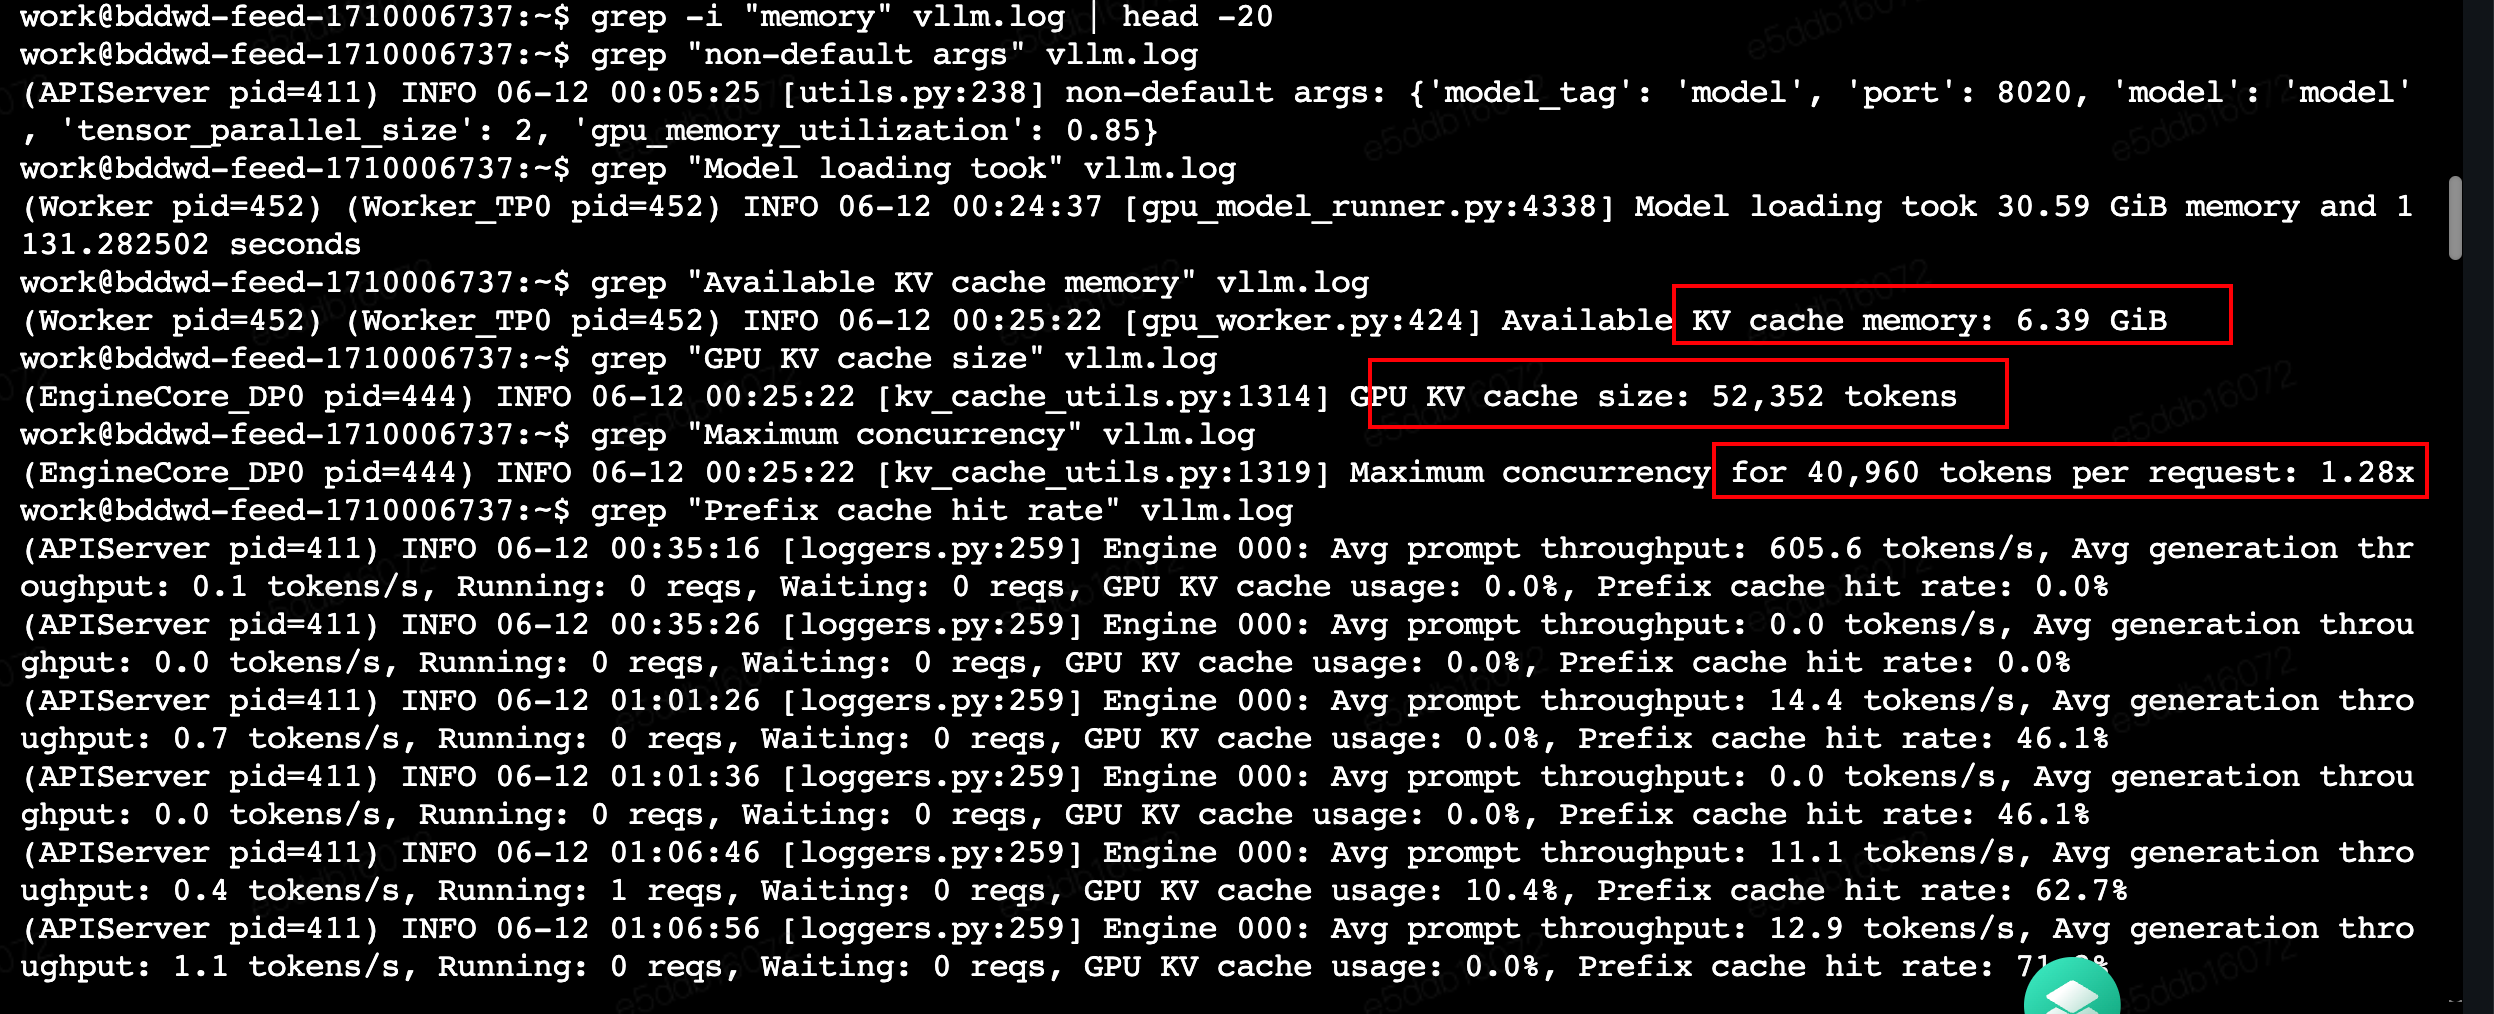 work@bddwd-feed-1710006737:~$ grep -i "memory" vllm.log | head -20
work@bddwd-feed-1710006737:~$ grep "non-default args" vllm.log
(APIServer pid=411) INFO 06-12 00:05:25 [utils.py:238] non-default args: {'model_tag': 'model', 'port': 8020, 'model': 'model'
, 'tensor_parallel_size': 2, 'gpu_memory_utilization': 0.85}
work@bddwd-feed-1710006737:~$ grep "Model loading took" vllm.log
(Worker pid=452) (Worker_TP0 pid=452) INFO 06-12 00:24:37 [gpu_model_runner.py:4338] Model loading took 30.59 GiB memory and 1
131.282502 seconds
work@bddwd-feed-1710006737:~$ grep "Available KV cache memory" vllm.log
(Worker pid=452) (Worker_TP0 pid=452) INFO 06-12 00:25:22 [gpu_worker.py:424] Available KV cache memory: 6.39 GiB
work@bddwd-feed-1710006737:~$ grep "GPU KV cache size" vllm.log
(EngineCore_DP0 pid=444) INFO 06-12 00:25:22 [kv_cache_utils.py:1314] GPU KV cache size: 52,352 tokens
work@bddwd-feed-1710006737:~$ grep "Maximum concurrency" vllm.log
(EngineCore_DP0 pid=444) INFO 06-12 00:25:22 [kv_cache_utils.py:1319] Maximum concurrency for 40,960 tokens per request: 1.28x
work@bddwd-feed-1710006737:~$ grep "Prefix cache hit rate" vllm.log
(APIServer pid=411) INFO 06-12 00:35:16 [loggers.py:259] Engine 000: Avg prompt throughput: 605.6 tokens/s, Avg generation thr
oughput: 0.1 tokens/s, Running: 0 reqs, Waiting: 0 reqs, GPU KV cache usage: 0.0%, Prefix cache hit rate: 0.0%
(APIServer pid=411) INFO 06-12 00:35:26 [loggers.py:259] Engine 000: Avg prompt throughput: 0.0 tokens/s, Avg generation throu
ghput: 0.0 tokens/s, Running: 0 reqs, Waiting: 0 reqs, GPU KV cache usage: 0.0%, Prefix cache hit rate: 0.0%
(APIServer pid=411) INFO 06-12 01:01:26 [loggers.py:259] Engine 000: Avg prompt throughput: 14.4 tokens/s, Avg generation thro
ughput: 0.7 tokens/s, Running: 0 reqs, Waiting: 0 reqs, GPU KV cache usage: 0.0%, Prefix cache hit rate: 46.1%
(APIServer pid=411) INFO 06-12 01:01:36 [loggers.py:259] Engine 000: Avg prompt throughput: 0.0 tokens/s, Avg generation throu
ghput: 0.0 tokens/s, Running: 0 reqs, Waiting: 0 reqs, GPU KV cache usage: 0.0%, Prefix cache hit rate: 46.1%
(APIServer pid=411) INFO 06-12 01:06:46 [loggers.py:259] Engine 000: Avg prompt throughput: 11.1 tokens/s, Avg generation thro
ughput: 0.4 tokens/s, Running: 1 reqs, Waiting: 0 reqs, GPU KV cache usage: 10.4%, Prefix cache hit rate: 62.7%
(APIServer pid=411) INFO 06-12 01:06:56 [loggers.py:259] Engine 000: Avg prompt throughput: 12.9 tokens/s, Avg generation thro
ughput: 1.1 tokens/s, Running: 0 reqs, Waiting: 0 reqs, GPU KV cache usage: 0.0%, Prefix cache hit rate:
e5ddb16072